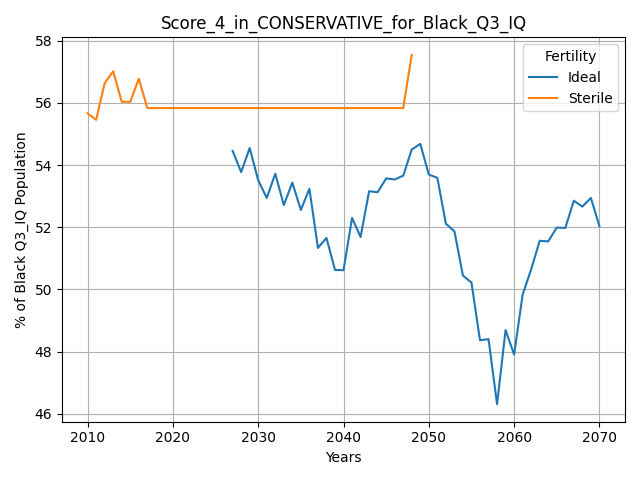 Score_4_in_CONSERVATIVE_for_Black_Q3_IQ
% of Black Q3_IQ Population
58
56
54
52
50
48
46
Fertility
Ideal
Sterile
2010 2020 2030 2040 2050 2060 2070
Years